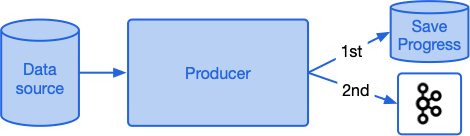 Data
source
Producer
1st
Save
Progress
2nd